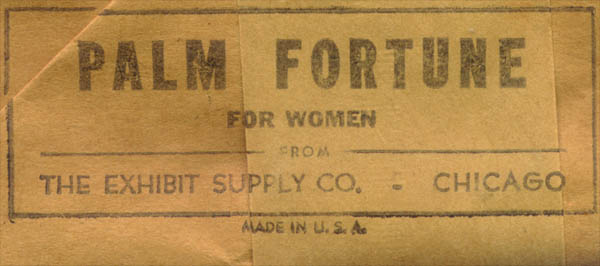 PALM FORTUNE
FOR WOMEN
FROM
THE EXHIBIT SUPPLY CO. - CHICAGO
MADE IN U. S. A.